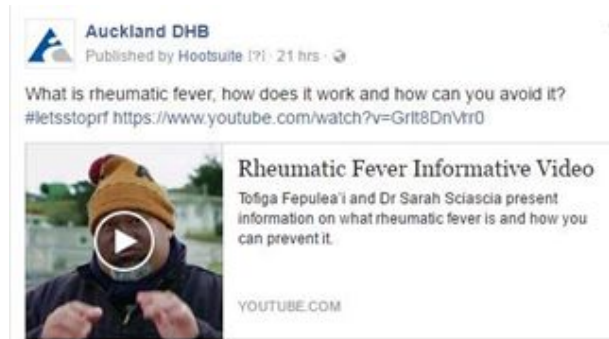 Auckland DHB
Published by Hootsuite [?] · 21 hrs ·
What is rheumatic fever, how does it work and how can you avoid it?
#letsstoprf https://www.youtube.com/watch?v=GrIt8DnVrr0
Rheumatic Fever Informative Video
Tofiga Fepulea'i and Dr Sarah Sciascia present
information on what rheumatic fever is and how you
can prevent it.
YOUTUBE.COM